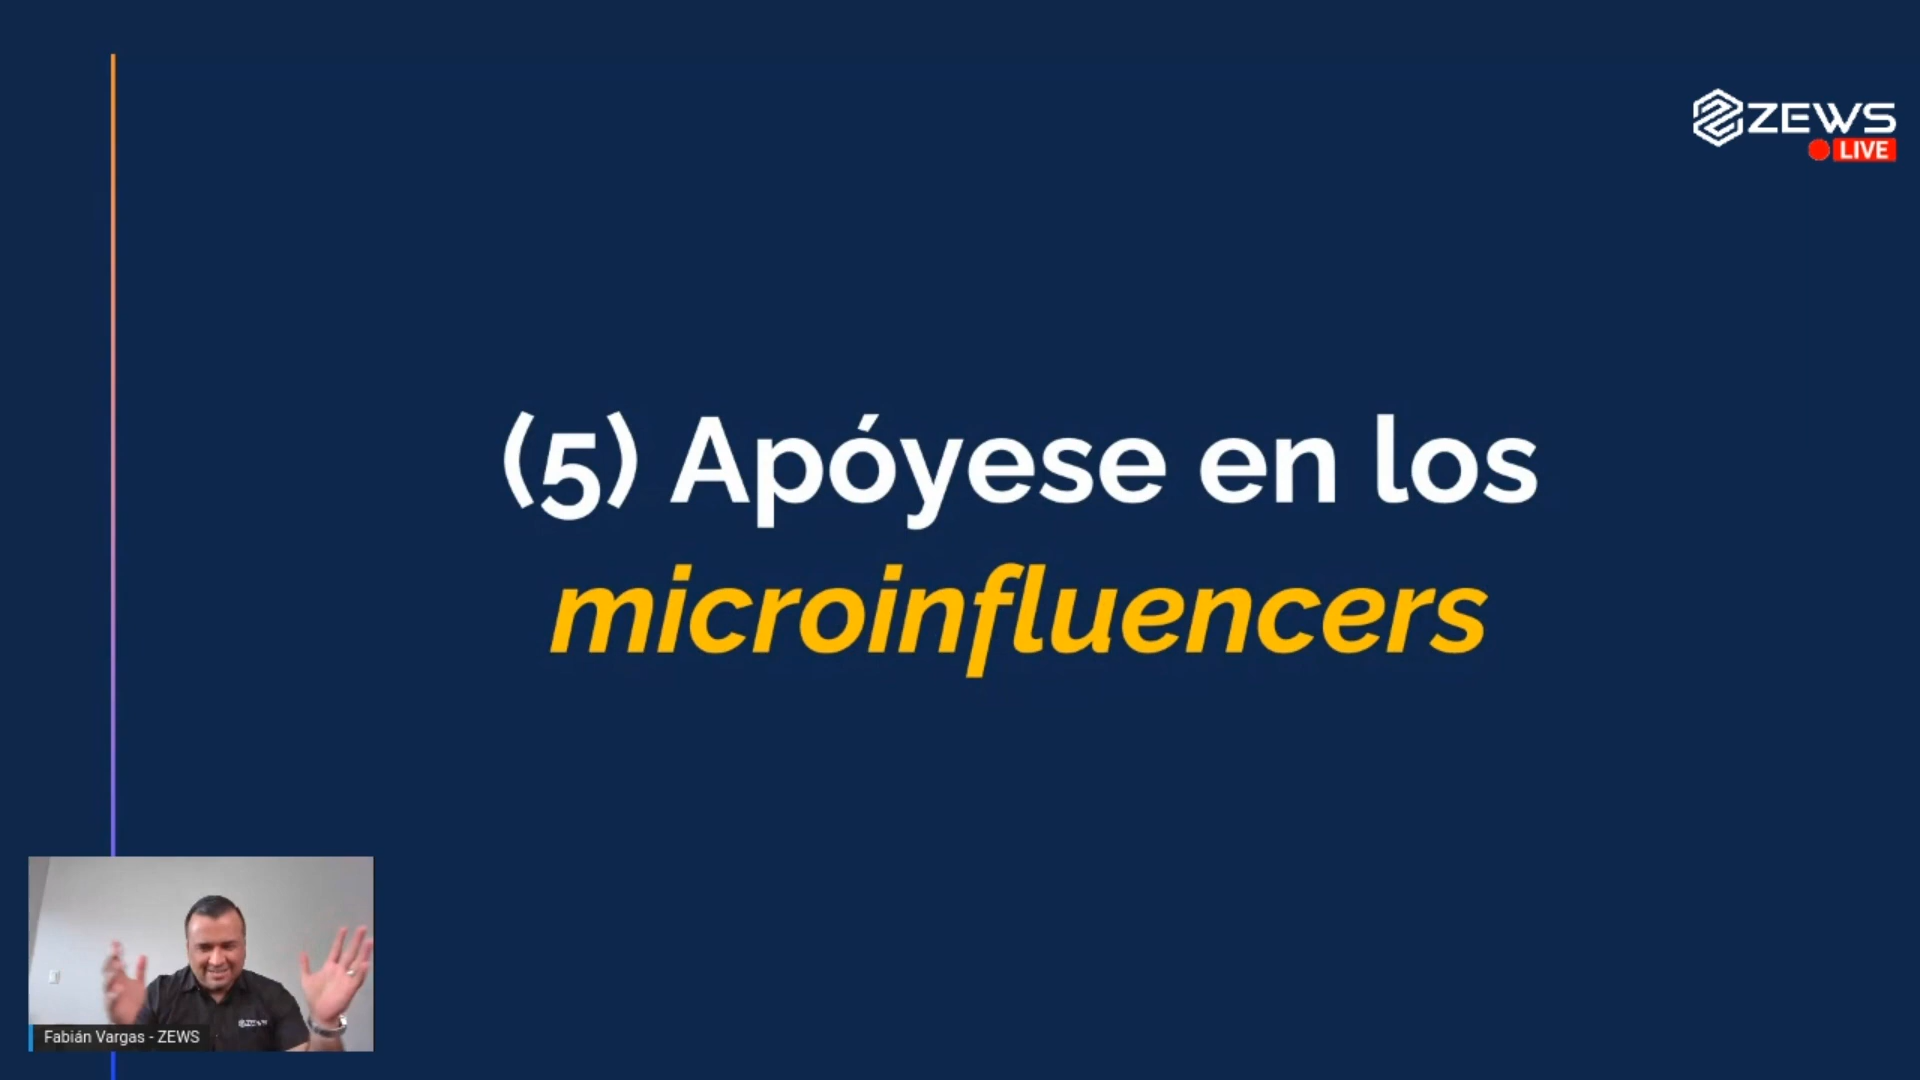 ZEWS
LIVE
(5) Apóyese en los
microinfluencers
Fabián Vargas - ZEWS